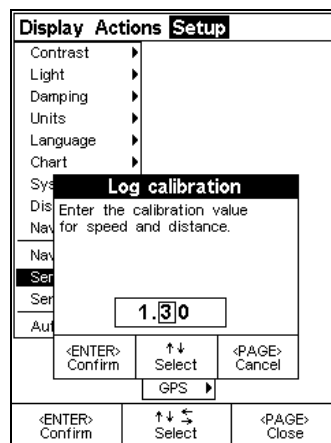 Display Actions Setup
Contrast
Light
Damping
Units
Language
Chart
Sys
Dis
Nav
Nav
Ser
Ser
Aut
Log calibration
Enter the calibration value
for speed and distance.
1.30
<ENTER> ↑↓ <PAGE>
Confirm Select Cancel
GPS
<ENTER> ↑↓ ⇆ <PAGE>
Confirm Select Close